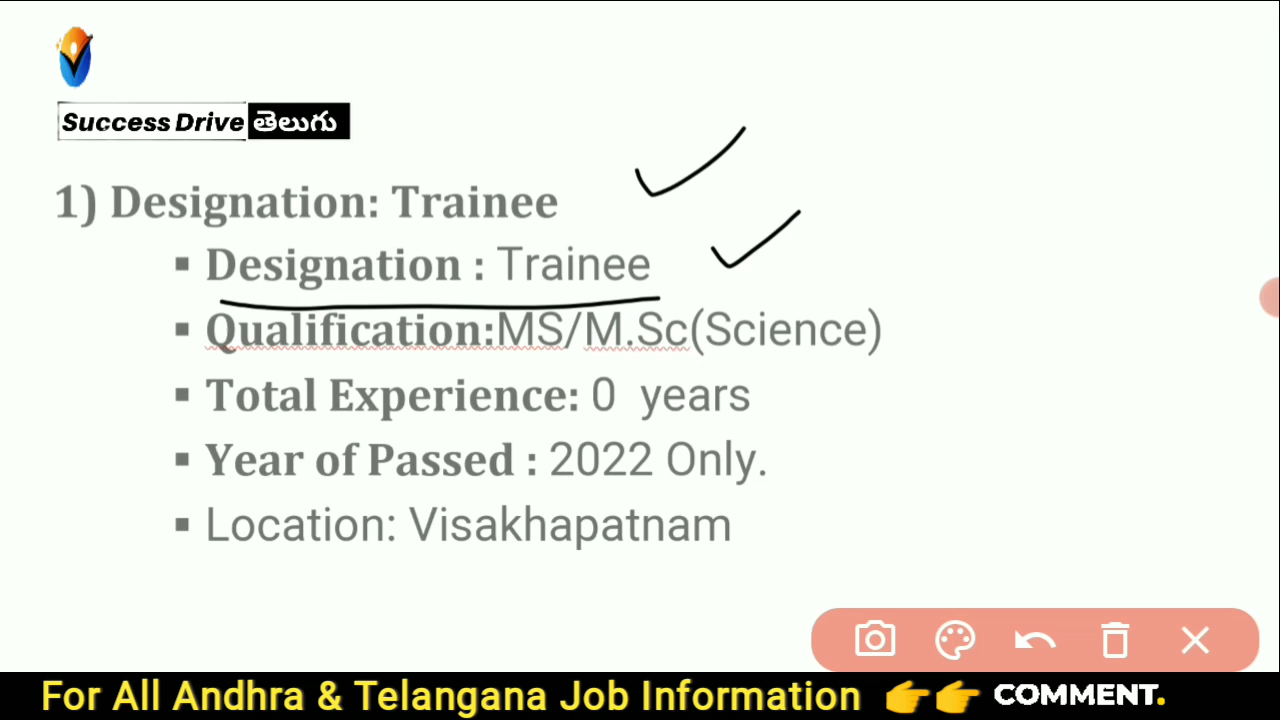 Success Drive తెలుగు
1) Designation: Trainee
▪ Designation : Trainee
▪ Qualification:MS/M.Sc(Science)
▪ Total Experience: 0 years
▪ Year of Passed : 2022 Only.
▪ Location: Visakhapatnam
For All Andhra & Telangana Job Information 👉👉 COMMENT.